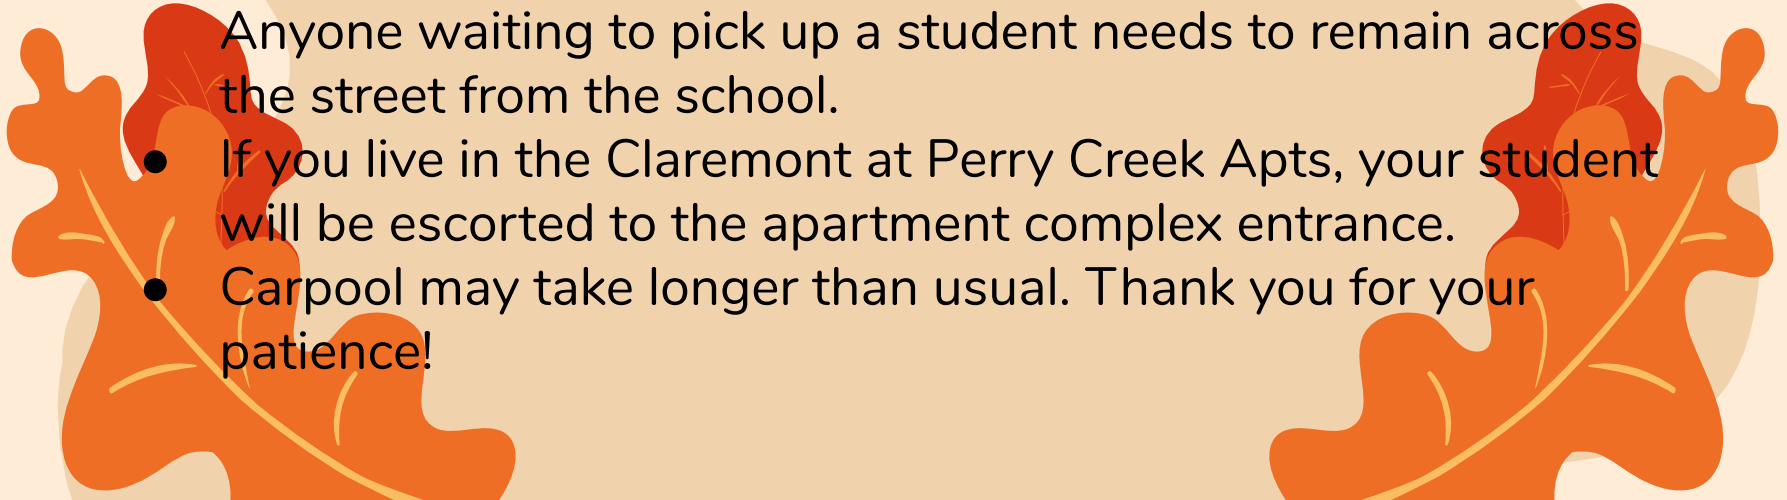 Anyone waiting to pick up a student needs to remain across
the street from the school.
● If you live in the Claremont at Perry Creek Apts, your student
will be escorted to the apartment complex entrance.
● Carpool may take longer than usual. Thank you for your
patience!